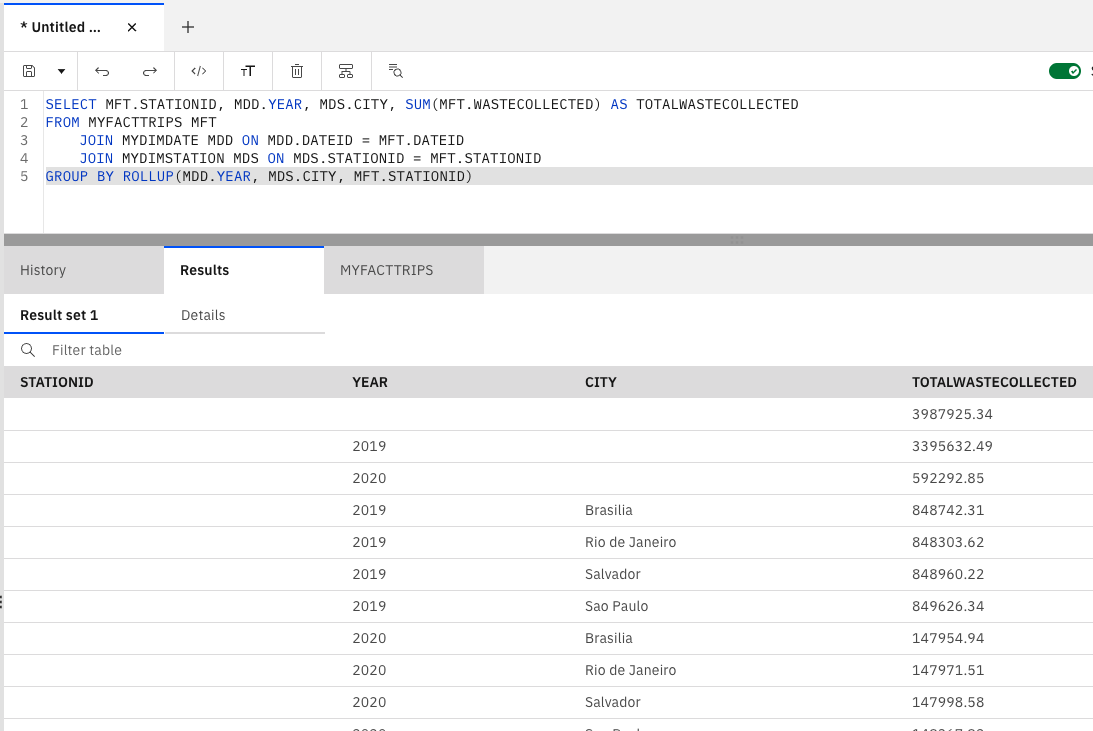 * Untitled ...
1 SELECT MFT.STATIONID, MDD.YEAR, MDS.CITY, SUM(MFT.WASTECOLLECTED) AS TOTALWASTECOLLECTED
2 FROM MYFACTTRIPS MFT
3 JOIN MYDIMDATE MDD ON MDD.DATEID = MFT.DATEID
4 JOIN MYDIMSTATION MDS ON MDS.STATIONID = MFT.STATIONID
5 GROUP BY ROLLUP(MDD.YEAR, MDS.CITY, MFT.STATIONID)
History Results MYFACTTRIPS
Result set 1 Details
Filter table
STATIONID YEAR CITY TOTALWASTECOLLECTED
3987925.34
2019 3395632.49
2020 592292.85
2019 Brasilia 848742.31
2019 Rio de Janeiro 848303.62
2019 Salvador 848960.22
2019 Sao Paulo 849626.34
2020 Brasilia 147954.94
2020 Rio de Janeiro 147971.51
2020 Salvador 147998.58